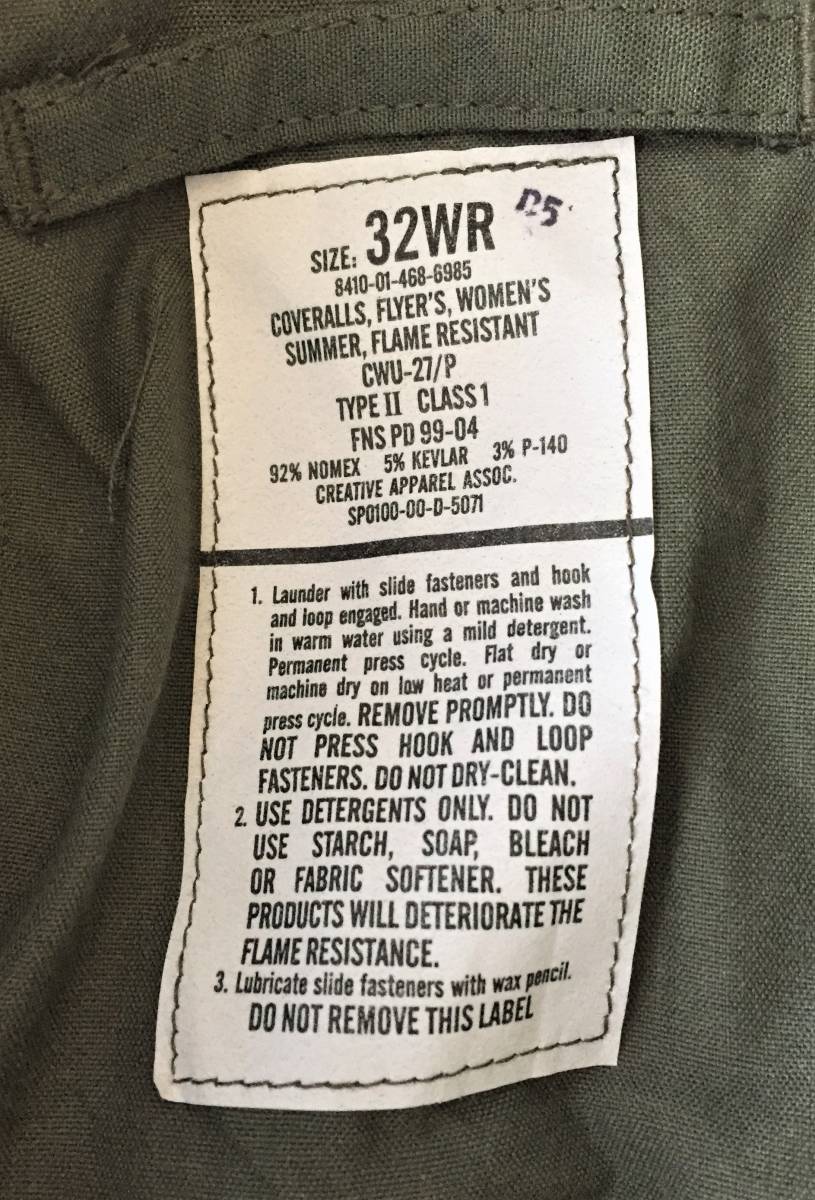 SIZE: 32WR
8410-01-468-6985
COVERALLS, FLYER'S, WOMEN'S
SUMMER, FLAME RESISTANT
CWU-27/P
TYPE II CLASS 1
FNS PD 99-04
92% NOMEX 5% KEVLAR 3% P-140
CREATIVE APPAREL ASSOC.
SP0100-00-D-5071
1. Launder with slide fasteners and hook
and loop engaged. Hand or machine wash
in warm water using a mild detergent.
Permanent press cycle. Flat dry or
machine dry on low heat or permanent
press cycle. REMOVE PROMPTLY. DO
NOT PRESS HOOK AND LOOP
FASTENERS. DO NOT DRY-CLEAN.
2. USE DETERGENTS ONLY. DO NOT
USE STARCH, SOAP, BLEACH
OR FABRIC SOFTENER. THESE
PRODUCTS WILL DETERIORATE THE
FLAME RESISTANCE.
3. Lubricate slide fasteners with wax pencil.
DO NOT REMOVE THIS LABEL